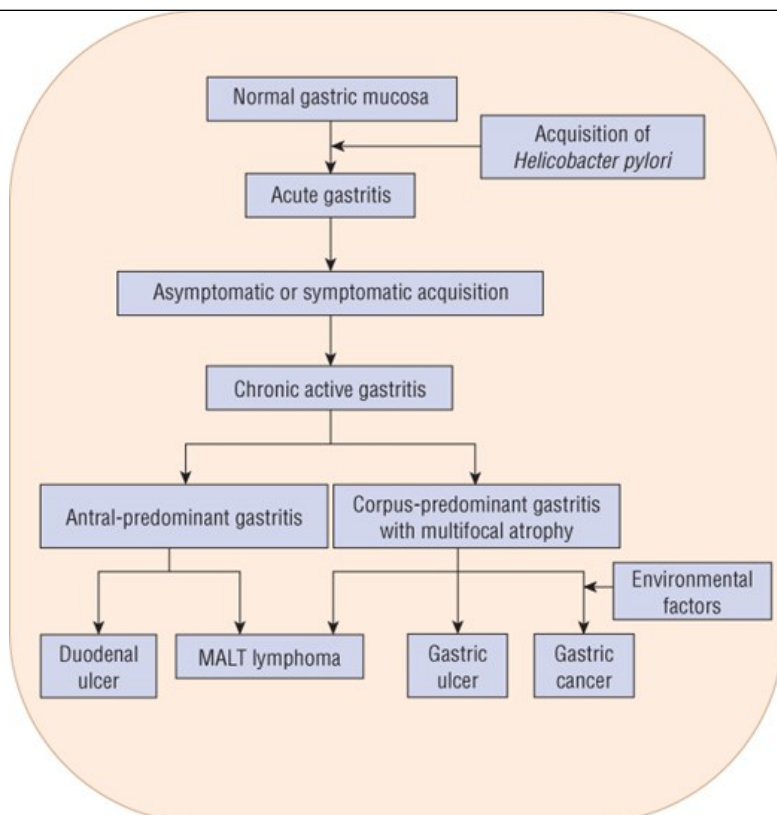 Normal gastric mucosa
Acquisition of
Helicobacter pylori
Acute gastritis
Asymptomatic or symptomatic acquisition
Chronic active gastritis
Antral-predominant gastritis
Corpus-predominant gastritis
with multifocal atrophy
Environmental
factors
Duodenal
ulcer
MALT lymphoma
Gastric
ulcer
Gastric
cancer